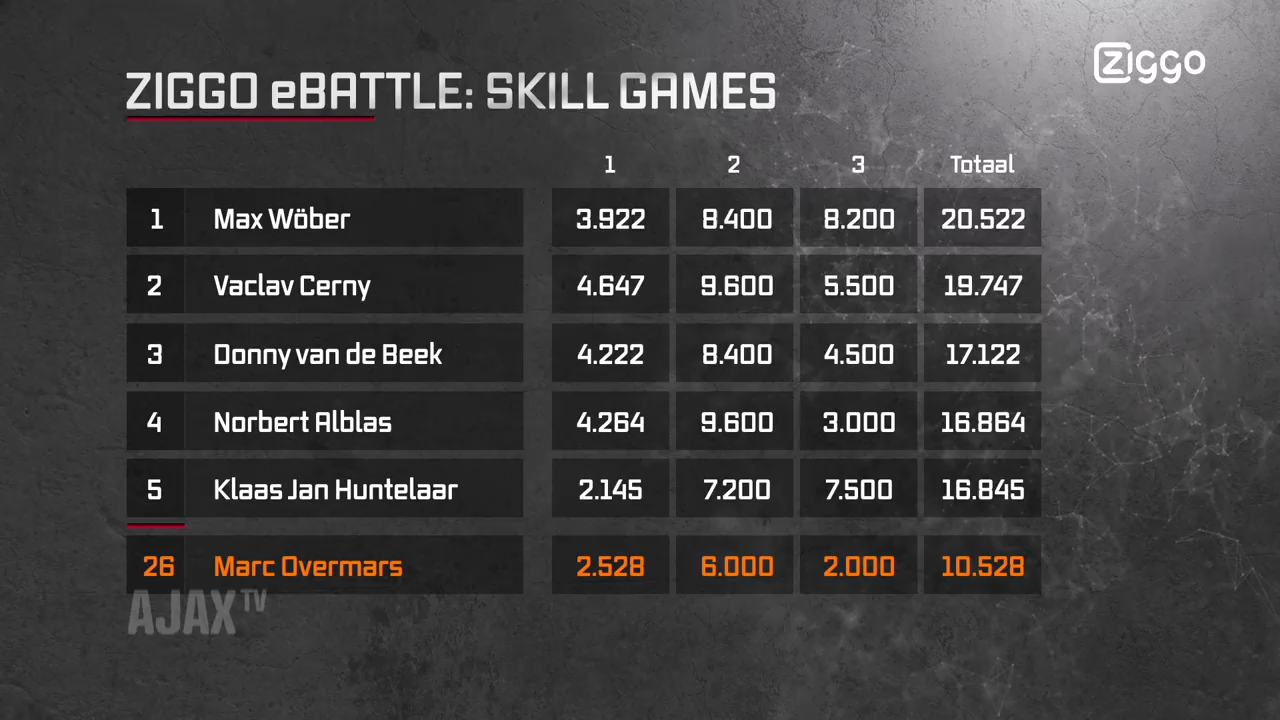 Ziggo
ZIGGO eBATTLE: SKILL GAMES
1 2 3 Totaal
1 Max Wöber 3.922 8.400 8.200 20.522
2 Vaclav Cerny 4.647 9.600 5.500 19.747
3 Donny van de Beek 4.222 8.400 4.500 17.122
4 Norbert Alblas 4.264 9.600 3.000 16.864
5 Klaas Jan Huntelaar 2.145 7.200 7.500 16.845
26 Marc Overmars 2.528 6.000 2.000 10.528
AJAX TV